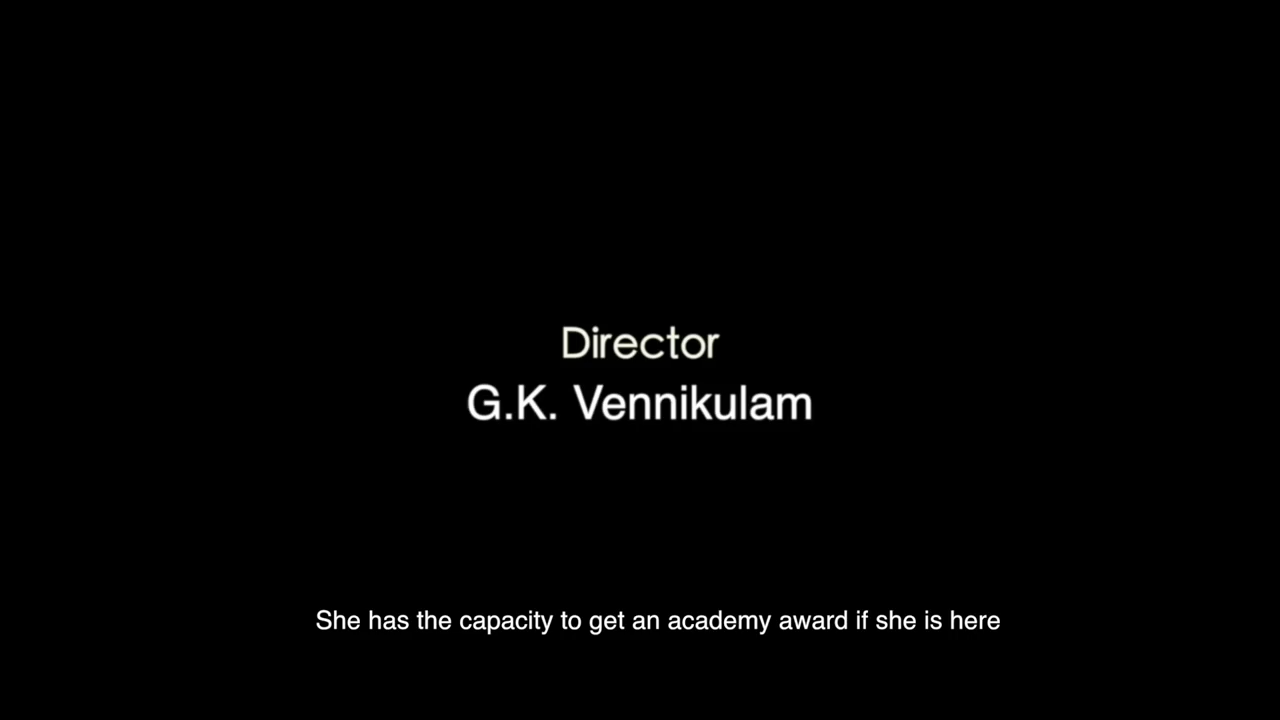 Director
G.K. Vennikulam
She has the capacity to get an academy award if she is here